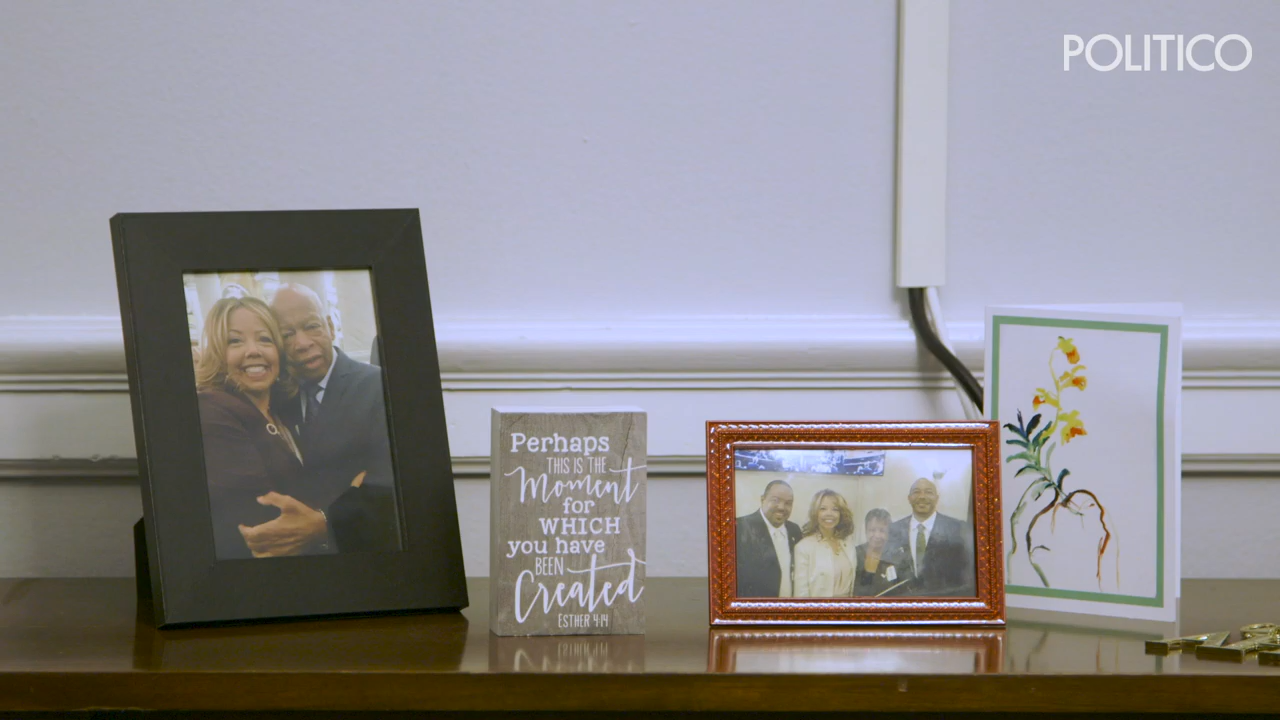 POLITICO
Perhaps
THIS IS THE
Moment
for
WHICH
you have
BEEN
Created
ESTHER 4:14